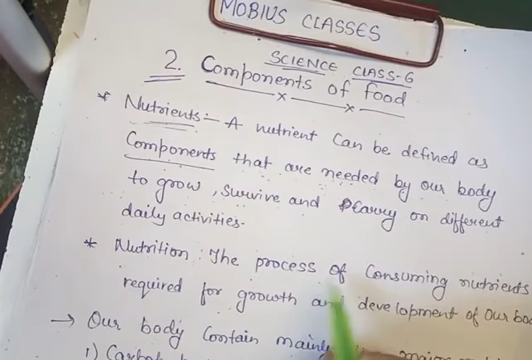 MOBIUS CLASSES
SCIENCE CLASS-6
2. Components of food
* Nutrients:- A nutrient can be defined as
Components that are needed by our body
to grow, survive and carry on different
daily activities.
* Nutrition: The process of Consuming nutrients
required for growth and development of our
→ Our body Contain mainly
1)